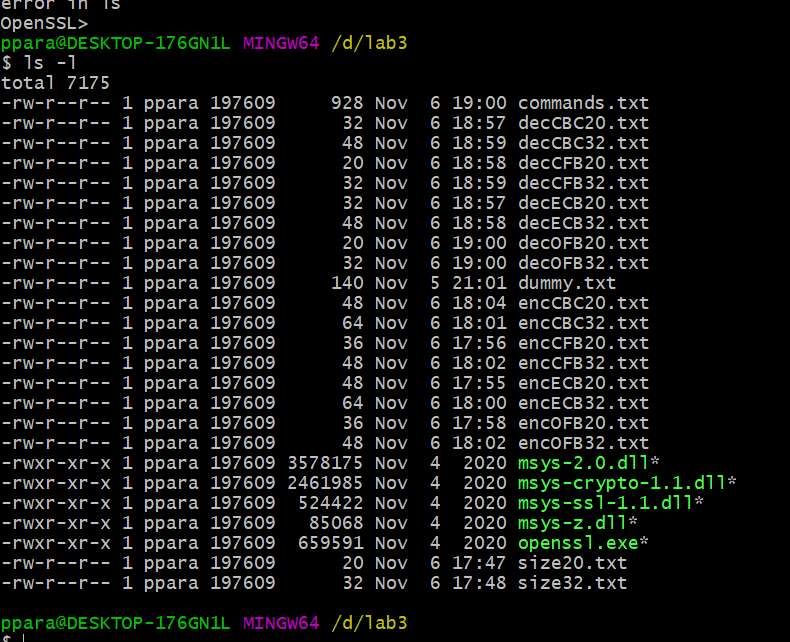 error in ls
OpenSSL>
ppara@DESKTOP-176GN1L MINGW64 /d/lab3
$ ls -l
total 7175
-rw-r--r-- 1 ppara 197609     928 Nov  6 19:00 commands.txt
-rw-r--r-- 1 ppara 197609      32 Nov  6 18:57 decCBC20.txt
-rw-r--r-- 1 ppara 197609      48 Nov  6 18:59 decCBC32.txt
-rw-r--r-- 1 ppara 197609      20 Nov  6 18:58 decCFB20.txt
-rw-r--r-- 1 ppara 197609      32 Nov  6 18:59 decCFB32.txt
-rw-r--r-- 1 ppara 197609      32 Nov  6 18:57 decECB20.txt
-rw-r--r-- 1 ppara 197609      48 Nov  6 18:58 decECB32.txt
-rw-r--r-- 1 ppara 197609      20 Nov  6 19:00 decOFB20.txt
-rw-r--r-- 1 ppara 197609      32 Nov  6 19:00 decOFB32.txt
-rw-r--r-- 1 ppara 197609     140 Nov  5 21:01 dummy.txt
-rw-r--r-- 1 ppara 197609      48 Nov  6 18:04 encCBC20.txt
-rw-r--r-- 1 ppara 197609      64 Nov  6 18:01 encCBC32.txt
-rw-r--r-- 1 ppara 197609      36 Nov  6 17:56 encCFB20.txt
-rw-r--r-- 1 ppara 197609      48 Nov  6 18:02 encCFB32.txt
-rw-r--r-- 1 ppara 197609      48 Nov  6 17:55 encECB20.txt
-rw-r--r-- 1 ppara 197609      64 Nov  6 18:00 encECB32.txt
-rw-r--r-- 1 ppara 197609      36 Nov  6 17:58 encOFB20.txt
-rw-r--r-- 1 ppara 197609      48 Nov  6 18:02 encOFB32.txt
-rwxr-xr-x 1 ppara 197609 3578175 Nov  4  2020 msys-2.0.dll*
-rwxr-xr-x 1 ppara 197609 2461985 Nov  4  2020 msys-crypto-1.1.dll*
-rwxr-xr-x 1 ppara 197609  524422 Nov  4  2020 msys-ssl-1.1.dll*
-rwxr-xr-x 1 ppara 197609   85068 Nov  4  2020 msys-z.dll*
-rwxr-xr-x 1 ppara 197609  659591 Nov  4  2020 openssl.exe*
-rw-r--r-- 1 ppara 197609      20 Nov  6 17:47 size20.txt
-rw-r--r-- 1 ppara 197609      32 Nov  6 17:48 size32.txt
ppara@DESKTOP-176GN1L MINGW64 /d/lab3
$